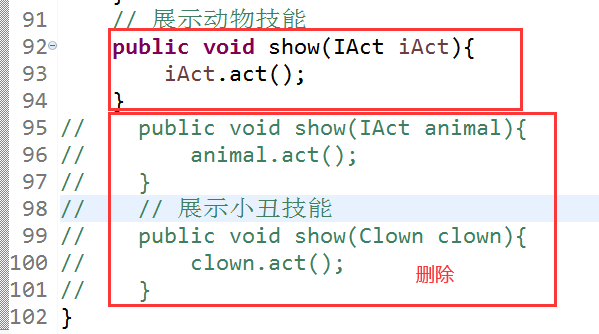 91 // 展示动物技能
92 public void show(IAct iAct){
93 iAct.act();
94 }
95 // public void show(IAct animal){
96 // animal.act();
97 // }
98 // // 展示小丑技能
99 // public void show(Clown clown){
100 // clown.act();
删除
101 // }
102 }